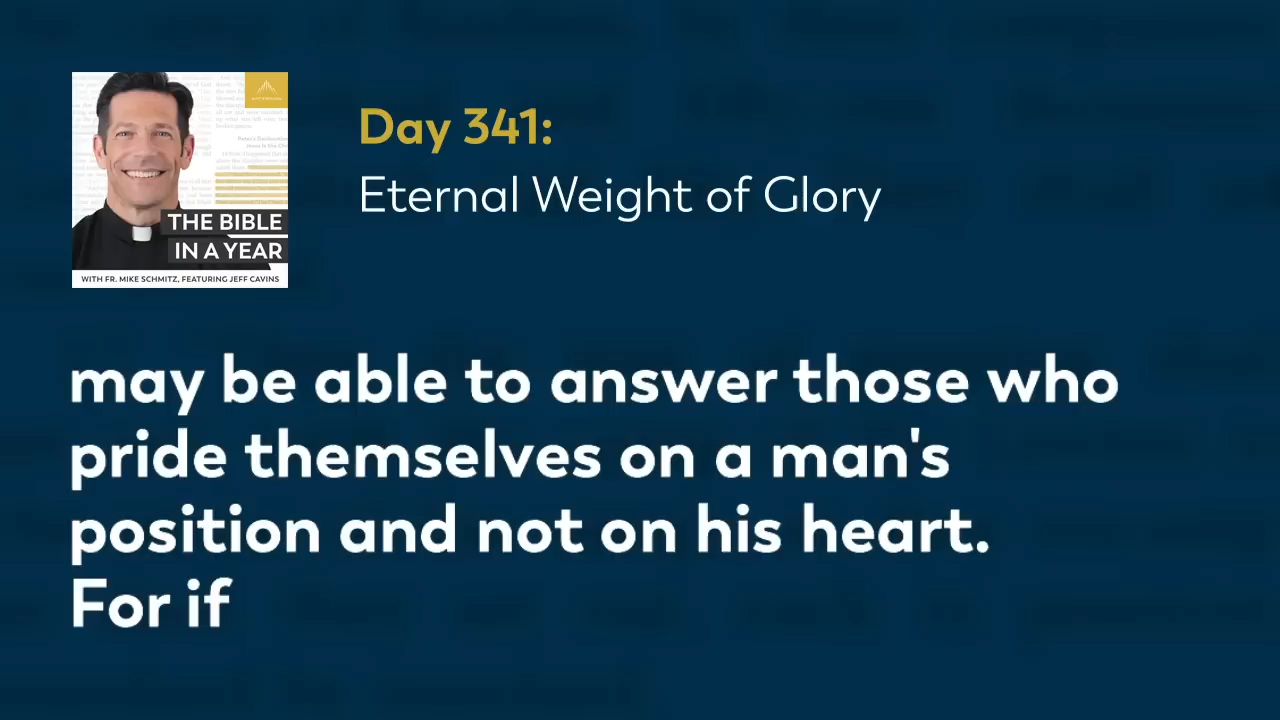 THE BIBLE
IN A YEAR
WITH FR. MIKE SCHMITZ, FEATURING JEFF CAVINS
Day 341:
Eternal Weight of Glory
may be able to answer those who
pride themselves on a man's
position and not on his heart.
For if